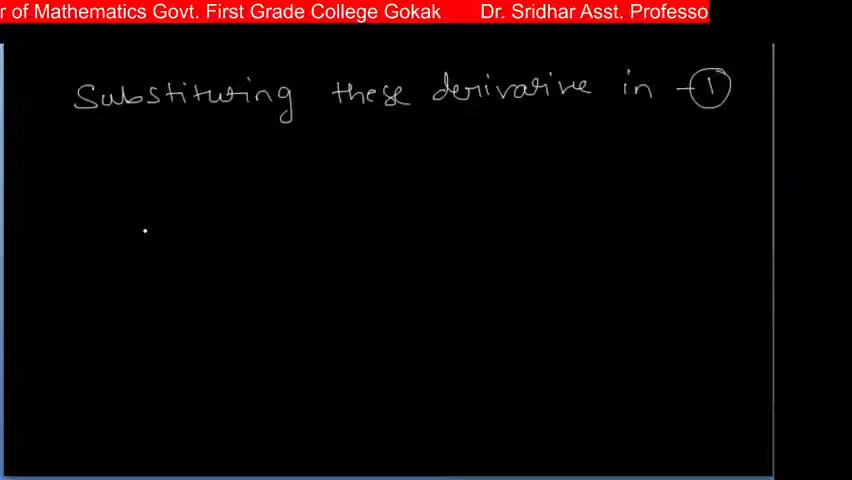 r of Mathematics Govt. First Grade College Gokak Dr. Sridhar Asst. Professo
Substituting these derivative in - 1